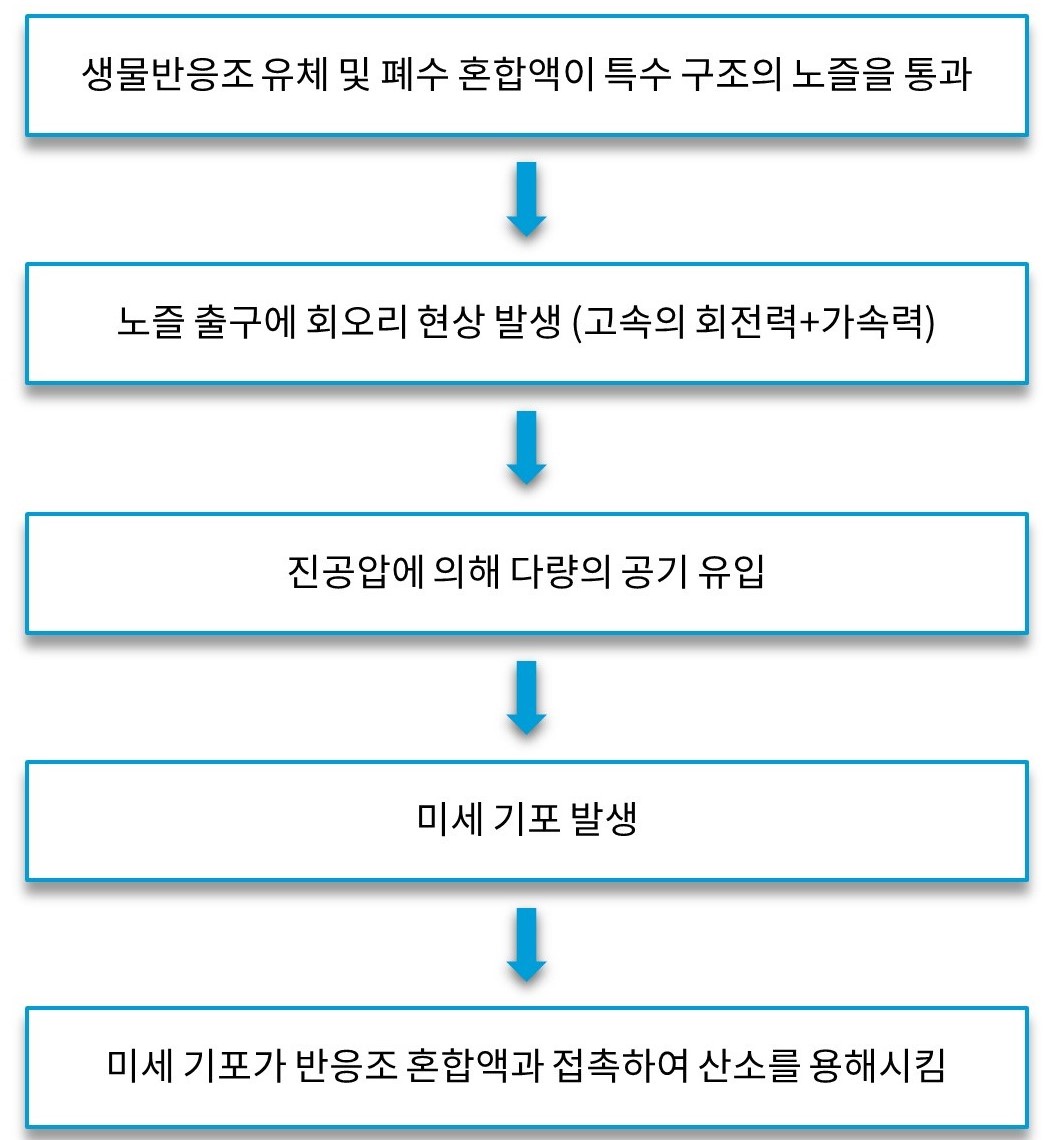 생물반응조 유체 및 폐수 혼합액이 특수 구조의 노즐을 통과
노즐 출구에 회오리 현상 발생 (고속의 회전력+가속력)
진공압에 의해 다량의 공기 유입
미세 기포 발생
미세 기포가 반응조 혼합액과 접촉하여 산소를 용해시킴